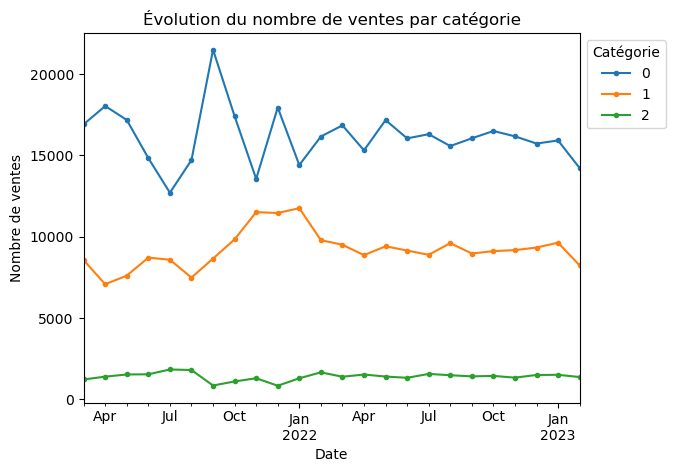 Évolution du nombre de ventes par catégorie
Nombre de ventes
20000
15000
10000
5000
0
Apr
Jul
Oct
Jan
2022
Apr
Jul
Oct
Jan
2023
Date
Catégorie
0
1
2